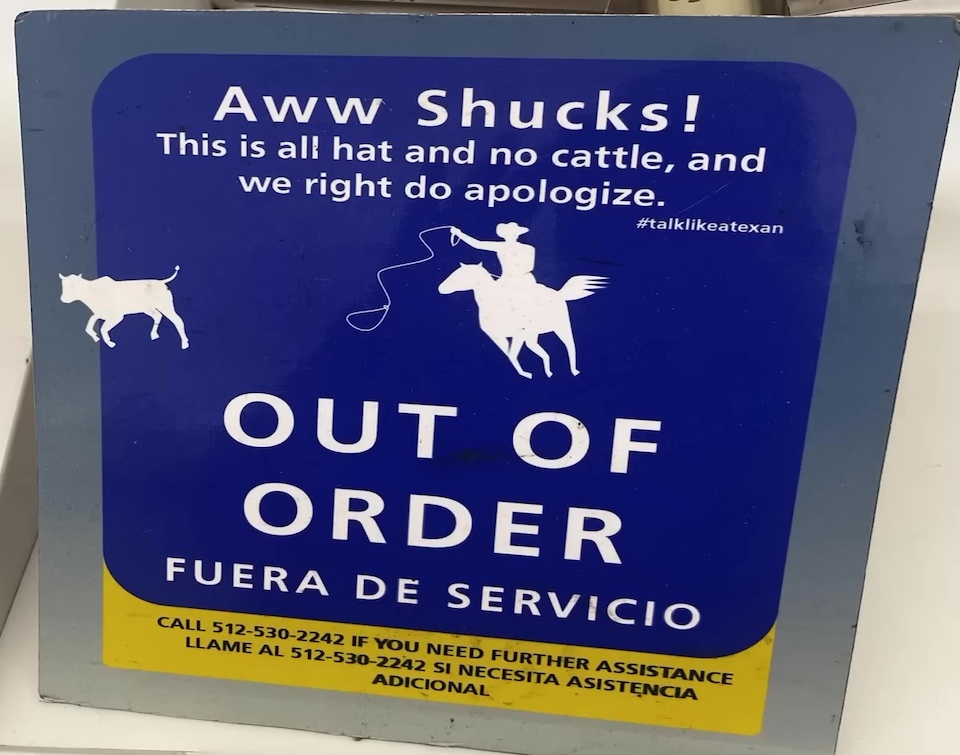 Aww Shucks!
This is all hat and no cattle, and
we right do apologize.
#talklikeatexan
OUT OF
ORDER
FUERA DE SERVICIO
CALL 512-530-2242 IF YOU NEED FURTHER ASSISTANCE
LLAME AL 512-530-2242 SI NECESITA ASISTENCIA
ADICIONAL